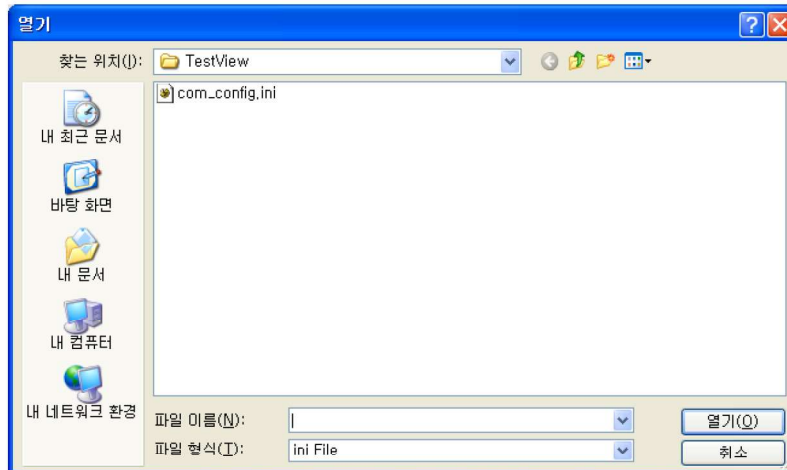 열기
찾는 위치(I): TestView
com_config.ini
내 최근 문서
바탕 화면
내 문서
내 컴퓨터
내 네트워크 환경
파일 이름(N): 열기(O)
파일 형식(T): ini File 취소